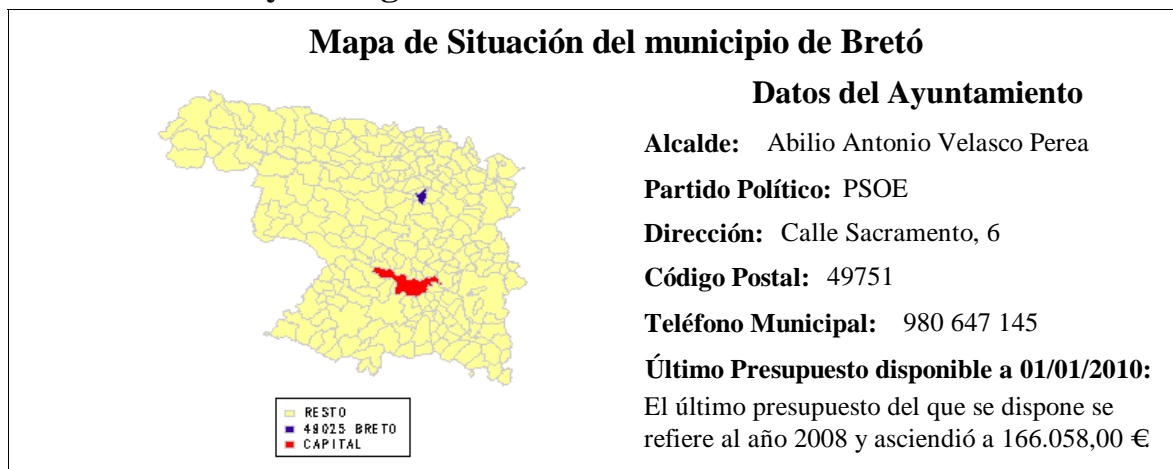 Mapa de Situación del municipio de Bretó
Datos del Ayuntamiento
Alcalde: Abilio Antonio Velasco Perea
Partido Político: PSOE
Dirección: Calle Sacramento, 6
Código Postal: 49751
Teléfono Municipal: 980 647 145
Último Presupuesto disponible a 01/01/2010:
El último presupuesto del que se dispone se
refiere al año 2008 y ascendió a 166.058,00 €
RESTO
49025 BRETO
CAPITAL